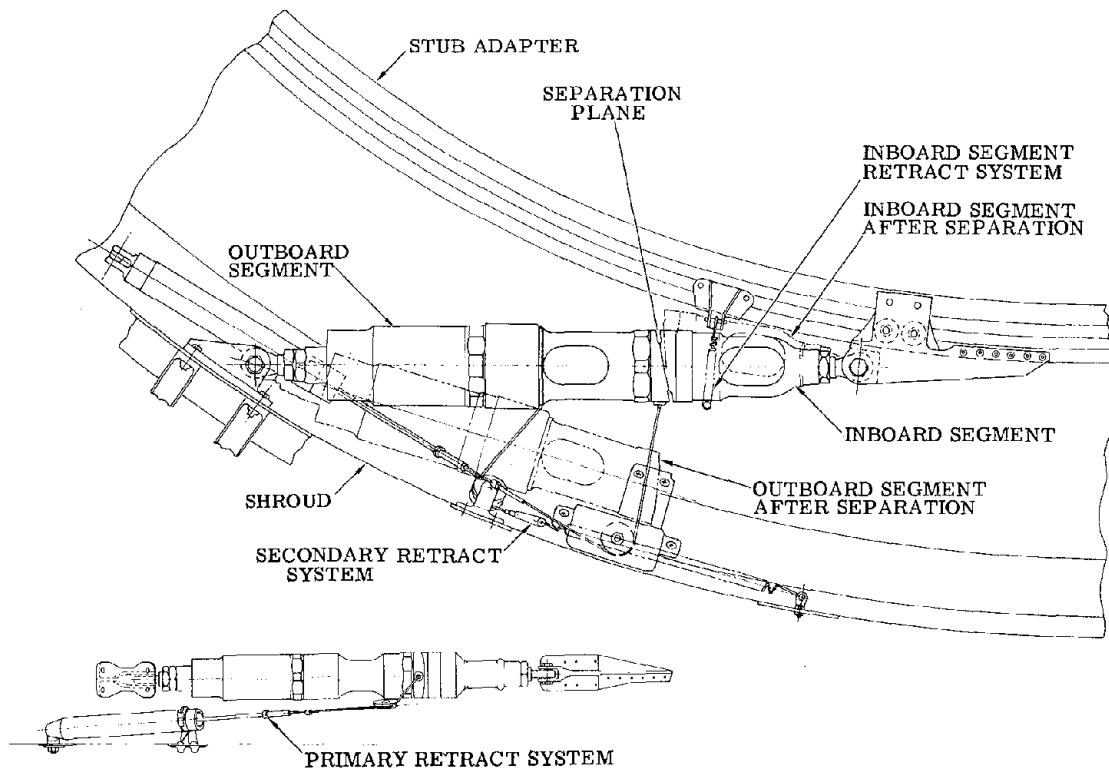 STUB ADAPTER
SEPARATION
PLANE
INBOARD SEGMENT
RETRACT SYSTEM
INBOARD SEGMENT
AFTER SEPARATION
OUTBOARD
SEGMENT
INBOARD SEGMENT
OUTBOARD SEGMENT
AFTER SEPARATION
SHROUD
SECONDARY RETRACT
SYSTEM
PRIMARY RETRACT SYSTEM